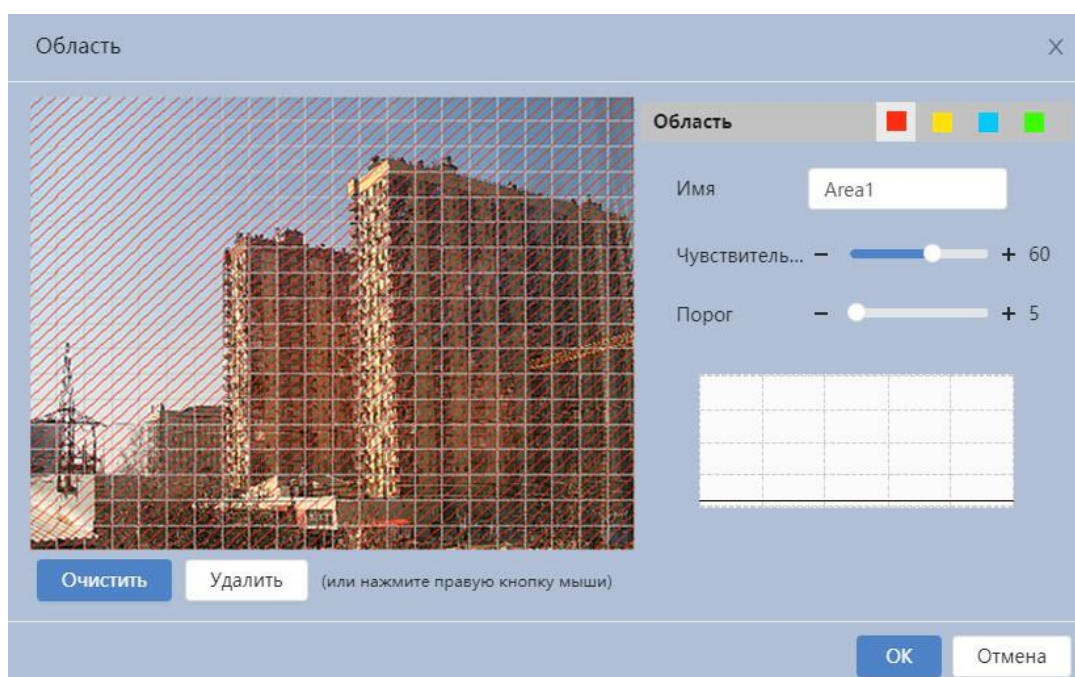 Область
X
Область
Имя
Area1
Чувствитель...
–
+
60
Порог
–
+
5
Очистить
Удалить
(или нажмите правую кнопку мыши)
OK
Отмена